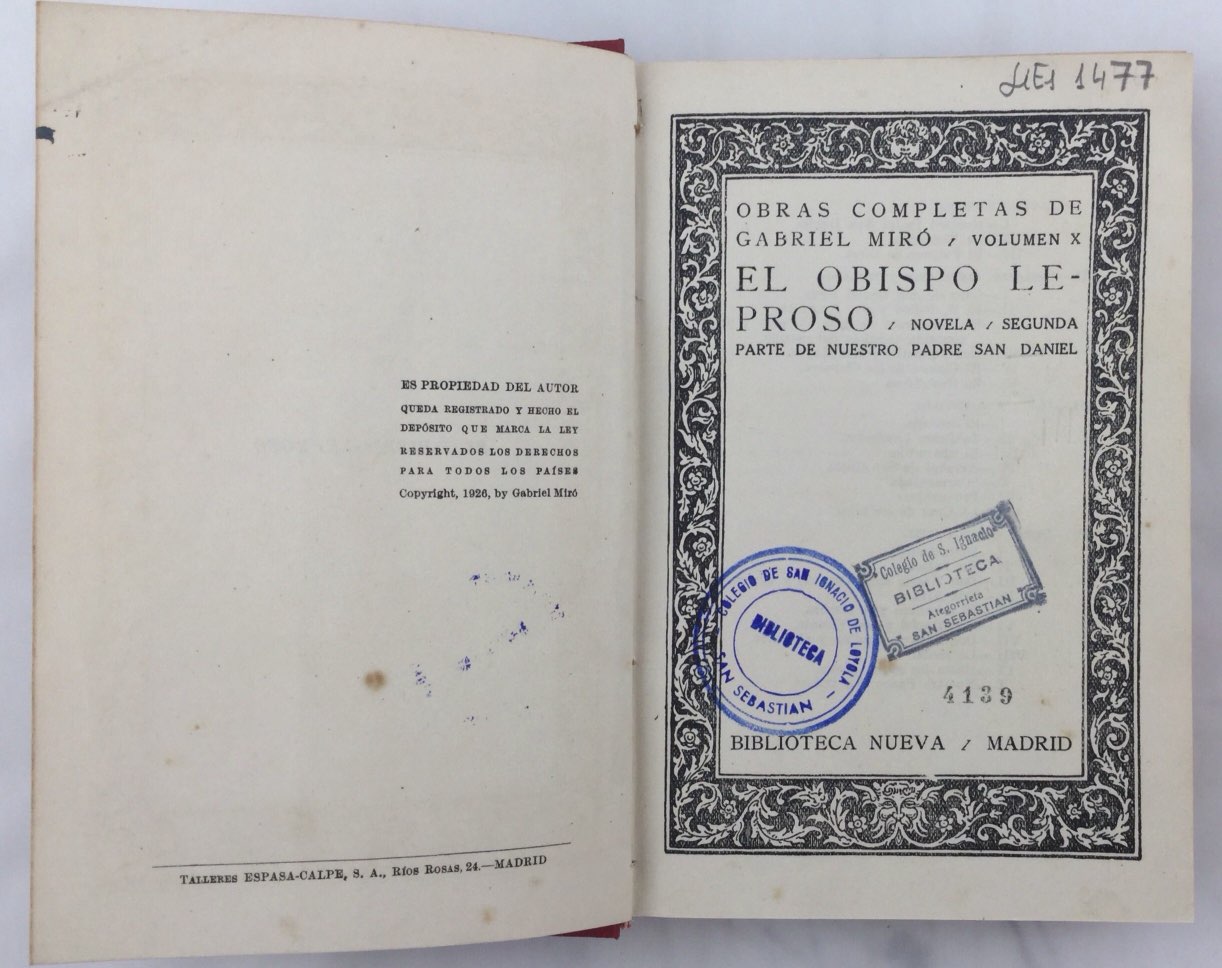 ES PROPIEDAD DEL AUTOR
QUEDA REGISTRADO Y HECHO EL
DEPÓSITO QUE MARCA LA LEY
RESERVADOS LOS DERECHOS
PARA TODOS LOS PAÍSES
Copyright, 1926, by Gabriel Miró
TALLERES ESPASA-CALPE, S. A., RÍOS ROSAS, 24.—MADRID
1477
OBRAS COMPLETAS DE
GABRIEL MIRÓ / VOLUMEN X
EL OBISPO LE-
PROSO / NOVELA / SEGUNDA
PARTE DE NUESTRO PADRE SAN DANIEL
Colegio de S. Ignacio
BIBLIOTECA
Ategorrieta
SAN SEBASTIAN
COLEGIO DE SAN IGNACIO DE LOYOLA –
BIBLIOTECA
SAN SEBASTIAN
4139
BIBLIOTECA NUEVA / MADRID